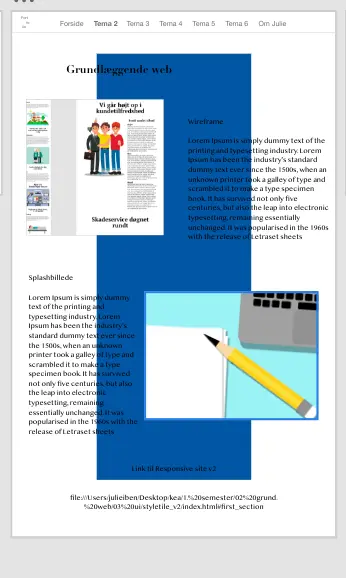 Forside Tema 2 Tema 3 Tema 4 Tema 5 Tema 6 Om Julie
Grundlæggende web
Vi går højt op i
kundetilfredshed
Skadeservice døgnet
rundt
Wireframe
Lorem Ipsum is simply dummy text of the
printing and typesetting industry. Lorem
Ipsum has been the industry's standard
dummy text ever since the 1500s, when an
unknown printer took a galley of type and
scrambled it to make a type specimen
book. It has survived not only five
centuries, but also the leap into electronic
typesetting, remaining essentially
unchanged. It was popularised in the 1960s
with the release of Letraset sheets
Splashbillede
Lorem Ipsum is simply dummy
text of the printing and
typesetting industry. Lorem
Ipsum has been the industry's
standard dummy text ever since
the 1500s, when an unknown
printer took a galley of type and
scrambled it to make a type
specimen book. It has survived
not only five centuries, but also
the leap into electronic
typesetting, remaining
essentially unchanged. It was
popularised in the 1960s with the
release of Letraset sheets
Link til Responsive site v2
file:///Users/julieiben/Desktop/kea/1.%20semester/02%20grund.
%20web/03%20ui/styletile_v2/index.html#first_section